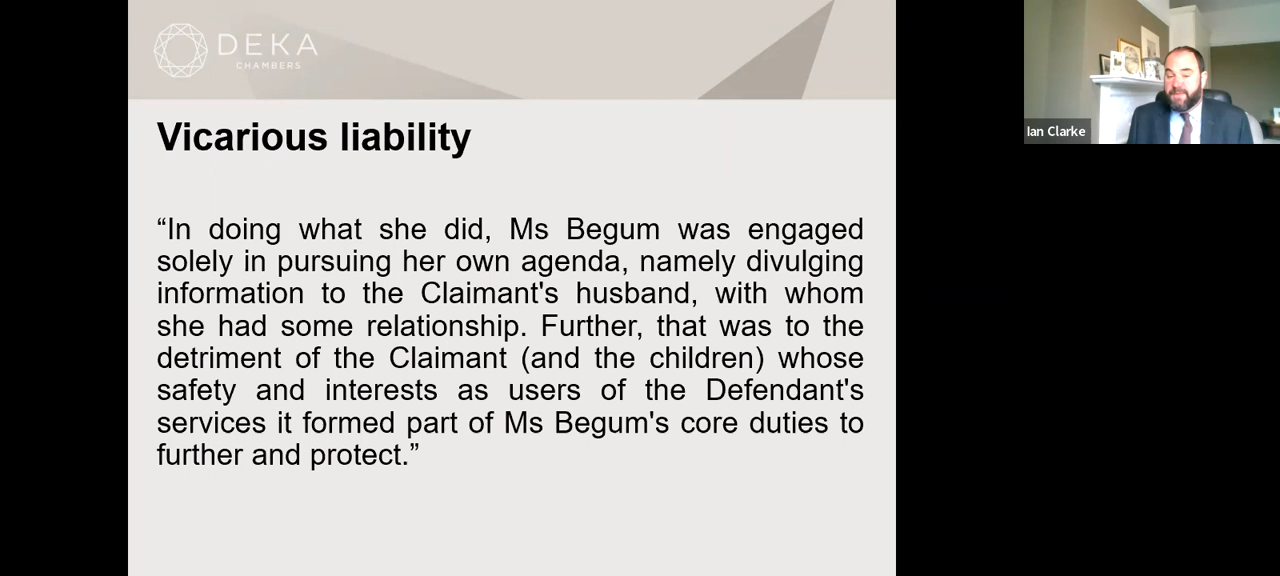 DEKA
CHAMBERS
Ian Clarke
Vicarious liability
“In doing what she did, Ms Begum was engaged
solely in pursuing her own agenda, namely divulging
information to the Claimant's husband, with whom
she had some relationship. Further, that was to the
detriment of the Claimant (and the children) whose
safety and interests as users of the Defendant's
services it formed part of Ms Begum's core duties to
further and protect.”